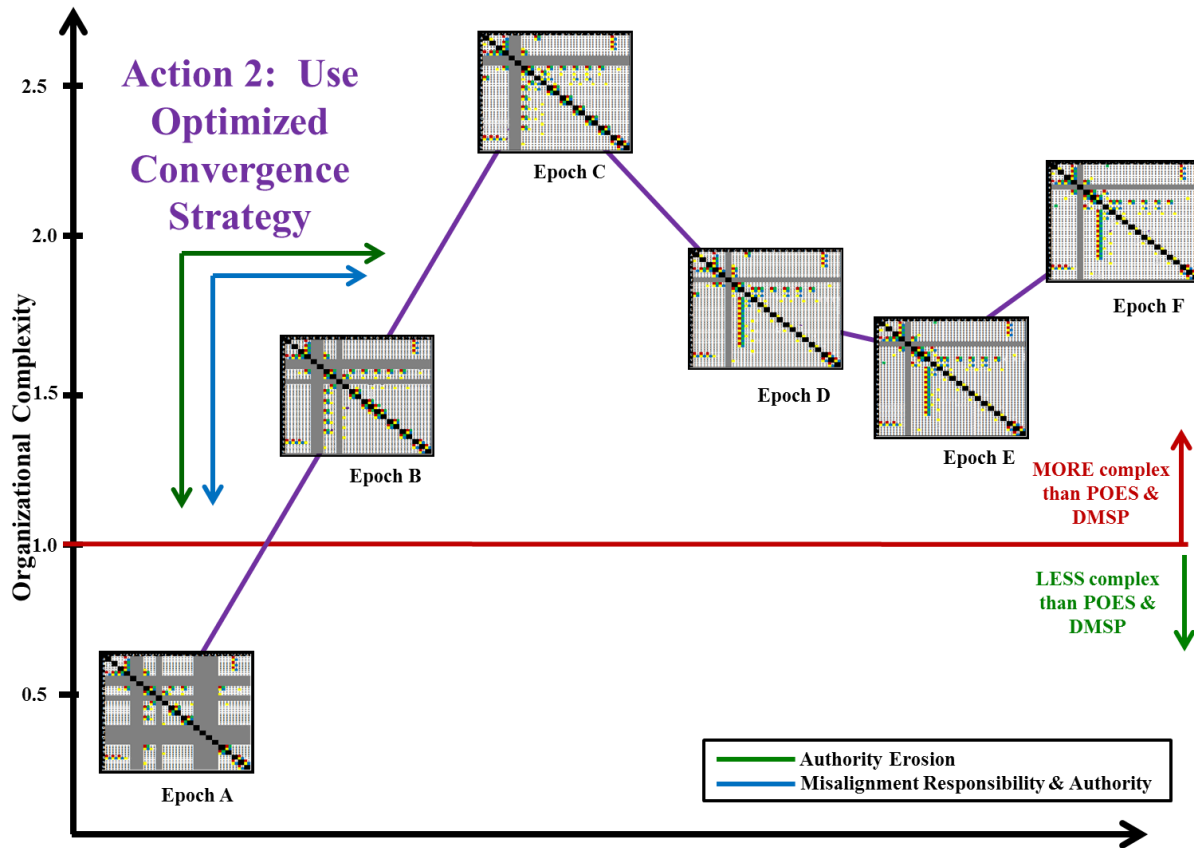 Action 2: Use
Optimized
Convergence
Strategy
Organizational Complexity
2.5
2.0
1.5
1.0
0.5
Epoch C
Epoch F
Epoch D
Epoch E
Epoch B
Epoch A
MORE complex
than POES &
DMSP
LESS complex
than POES &
DMSP
Authority Erosion
Misalignment Responsibility & Authority